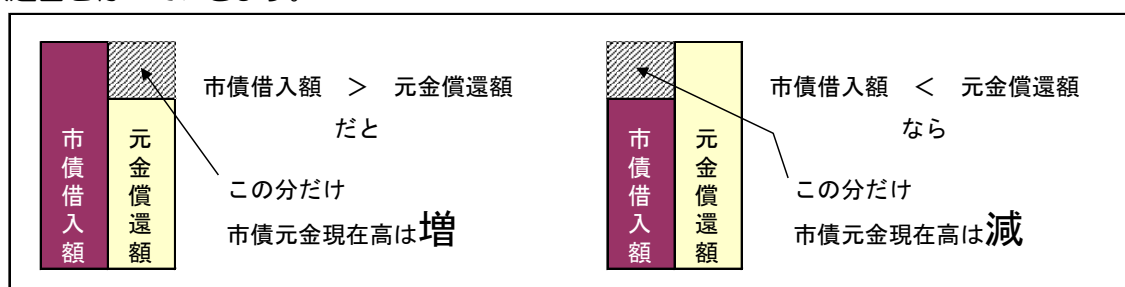 市債借入額
元金償還額
市債借入額 ＞ 元金償還額
だと
この分だけ
市債元金現在高は増
市債借入額
元金償還額
市債借入額 ＜ 元金償還額
なら
この分だけ
市債元金現在高は減